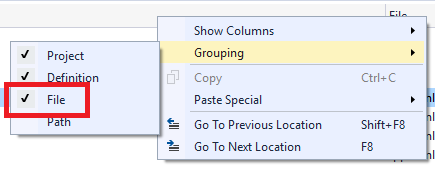 File
Show Columns
Grouping
Copy Ctrl+C
Paste Special
Go To Previous Location Shift+F8
Go To Next Location F8
Project
Definition
File
Path